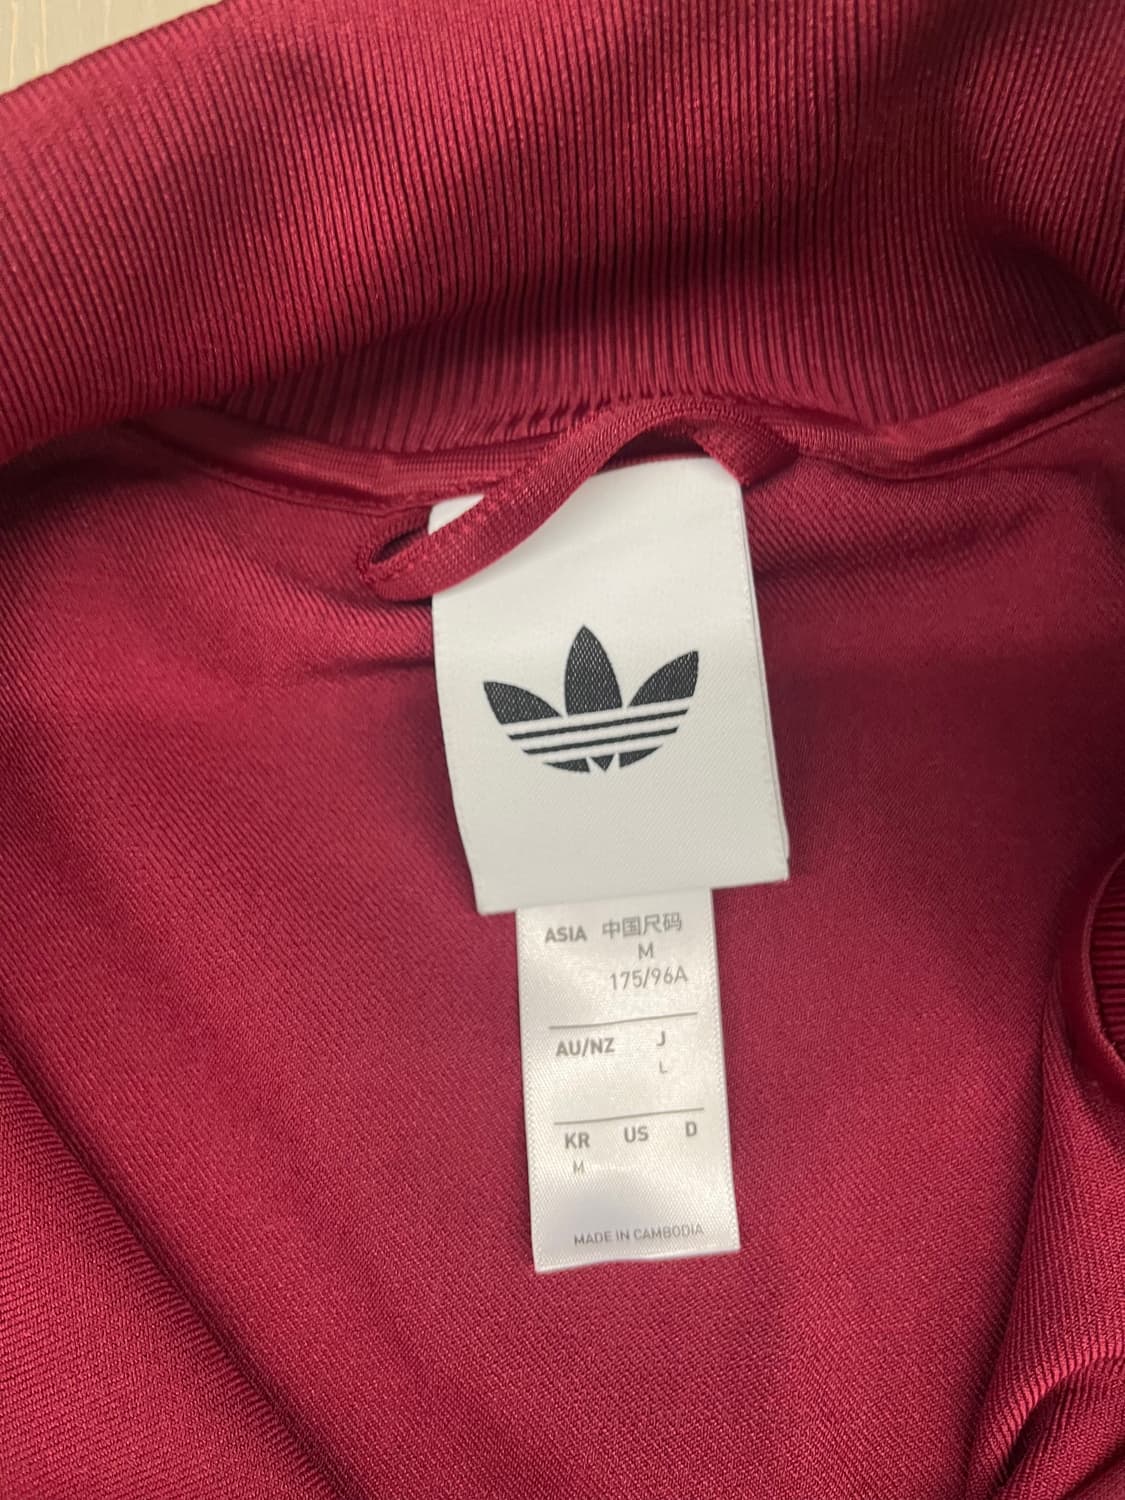 ASIA 中国尺码
M
175/96A
AU/NZ J
L
KR US D
M
MADE IN CAMBODIA